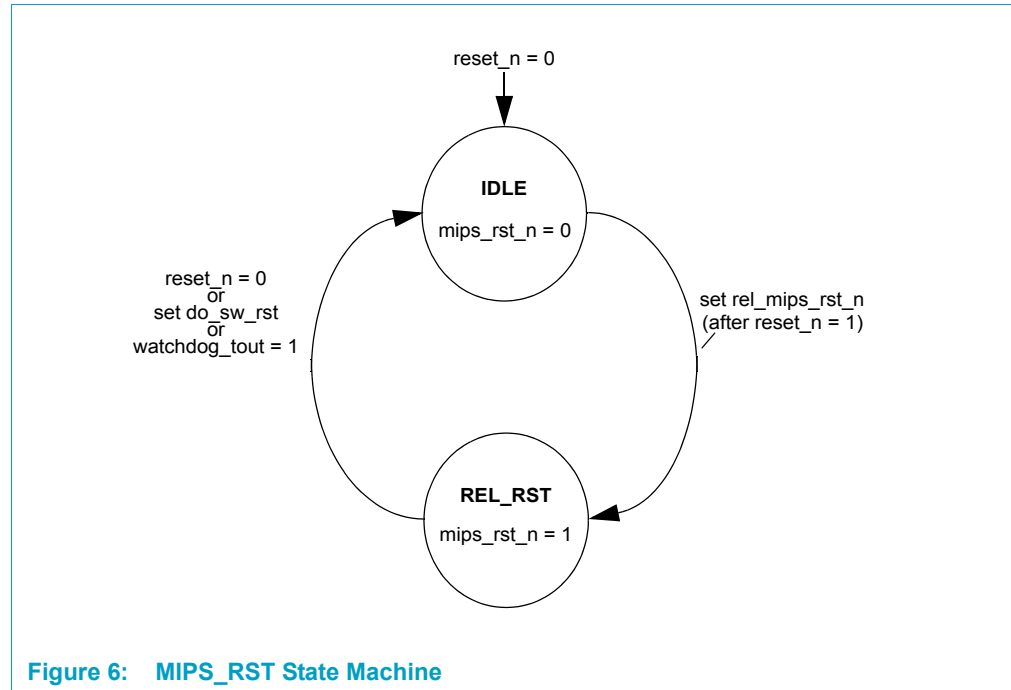 reset_n = 0
IDLE
mips_rst_n = 0
reset_n = 0
or
set do_sw_rst
or
watchdog_tout = 1
set rel_mips_rst_n
(after reset_n = 1)
REL_RST
mips_rst_n = 1
Figure 6: MIPS_RST State Machine